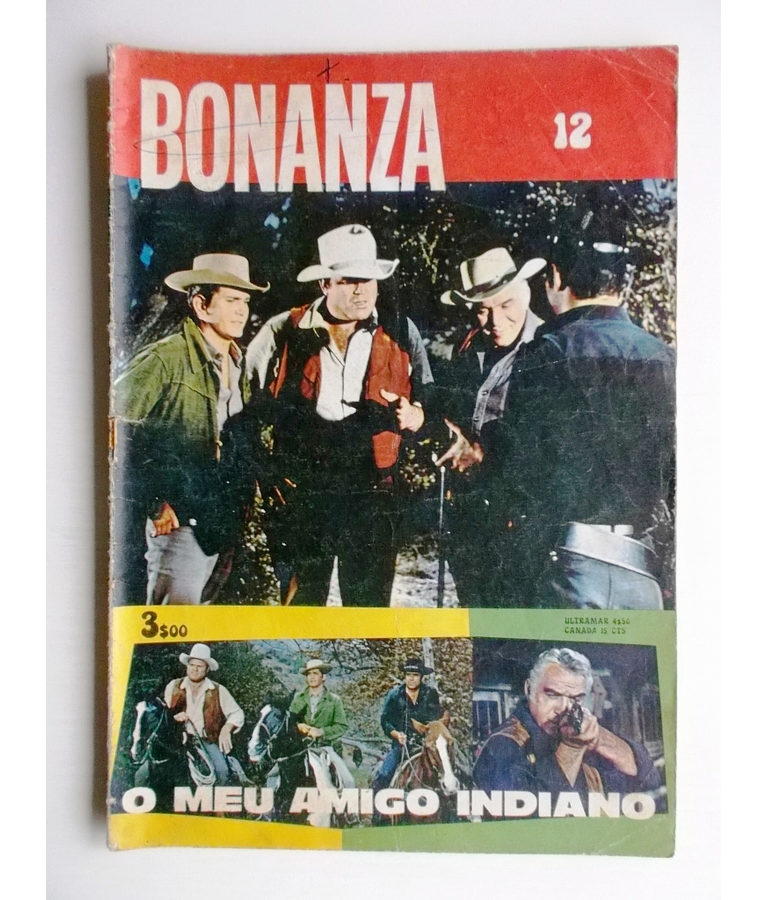 BONANZA
12
3$00
ULTRAMAR 4$50
CANADA 15 CTS
O MEU AMIGO INDIANO